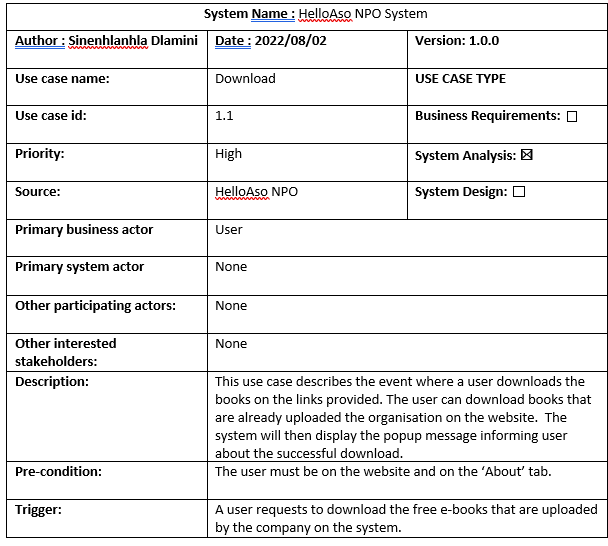 System Name : HelloAso NPO System
Author : Sinenhlanhla Dlamini Date : 2022/08/02 Version: 1.0.0
Use case name: Download USE CASE TYPE
Use case id: 1.1 Business Requirements: ☐
Priority: High System Analysis: ☒
Source: HelloAso NPO System Design: ☐
Primary business actor User
Primary system actor None
Other participating actors: None
Other interested None
stakeholders:
Description: This use case describes the event where a user downloads the
books on the links provided. The user can download books that
are already uploaded the organisation on the website. The
system will then display the popup message informing user
about the successful download.
Pre-condition: The user must be on the website and on the ‘About’ tab.
Trigger: A user requests to download the free e-books that are uploaded
by the company on the system.